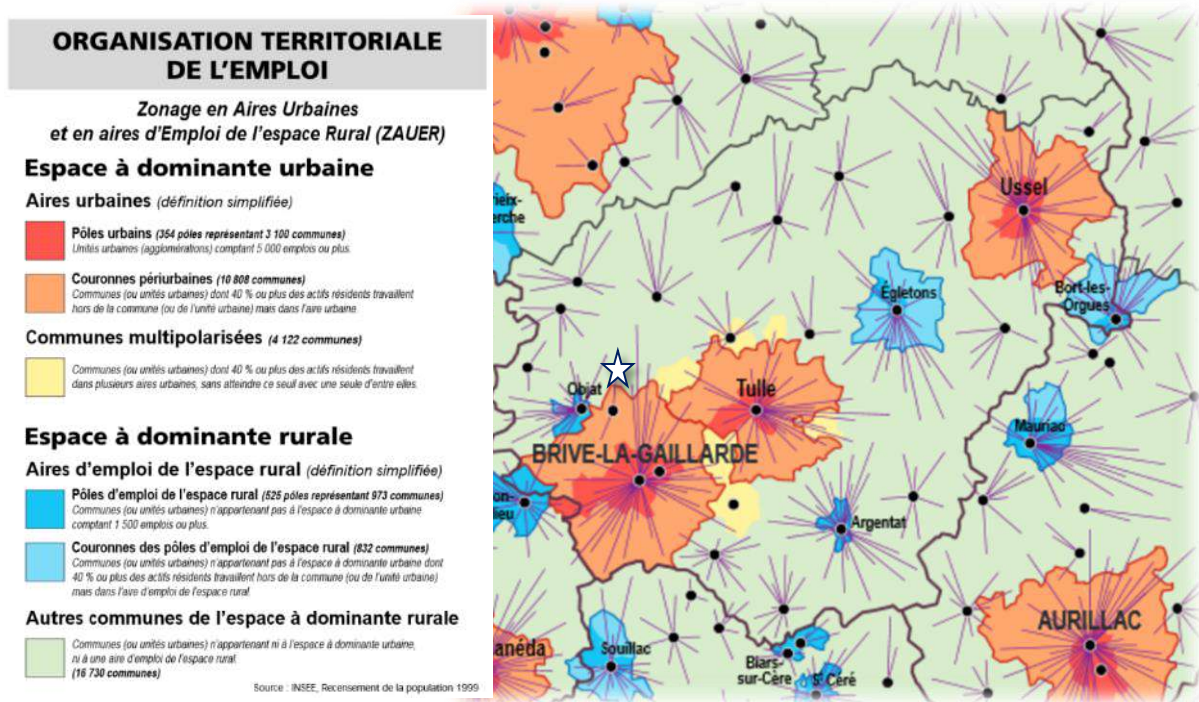 ORGANISATION TERRITORIALE
DE L'EMPLOI
Zonage en Aires Urbaines
et en aires d'Emploi de l'espace Rural (ZAUER)
Espace à dominante urbaine
Aires urbaines (définition simplifiée)
Pôles urbains (354 pôles représentant 3 100 communes)
Unités urbaines (agglomérations) comptant 5 000 emplois ou plus.
Couronnes périurbaines (10 808 communes)
Communes (ou unités urbaines) dont 40 % ou plus des actifs résidents travaillent
hors de la commune (ou de l'unité urbaine) mais dans l'aire urbaine.
Communes multipolarisées (4 122 communes)
Communes (ou unités urbaines) dont 40 % ou plus des actifs résidents travaillent
dans plusieurs aires urbaines, sans atteindre ce seuil avec une seule d'entre elles.
Espace à dominante rurale
Aires d'emploi de l'espace rural (définition simplifiée)
Pôles d'emploi de l'espace rural (525 pôles représentant 973 communes)
Communes (ou unités urbaines) n'appartenant pas à l'espace à dominante urbaine
comptant 1 500 emplois ou plus.
Couronnes des pôles d'emploi de l'espace rural (832 communes)
Communes (ou unités urbaines) n'appartenant pas à l'espace à dominante urbaine dont
40 % ou plus des actifs résidents travaillent hors de la commune (ou de l'unité urbaine)
mais dans l'aire d'emploi de l'espace rural.
Autres communes de l'espace à dominante rurale
Communes (ou unités urbaines) n'appartenant ni à l'espace à dominante urbaine,
ni à une aire d'emploi de l'espace rural.
(16 730 communes)
Source : INSEE, Recensement de la population 1999
rieix-
erche
Ussel
Égletons
Bort-les-
Orgues
Objat
Tulle
Mauriac
BRIVE-LA-GAILLARDE
on-
lieu
Argentat
AURILLAC
anéda
Souillac
Biars-
sur-Cère
St Céré